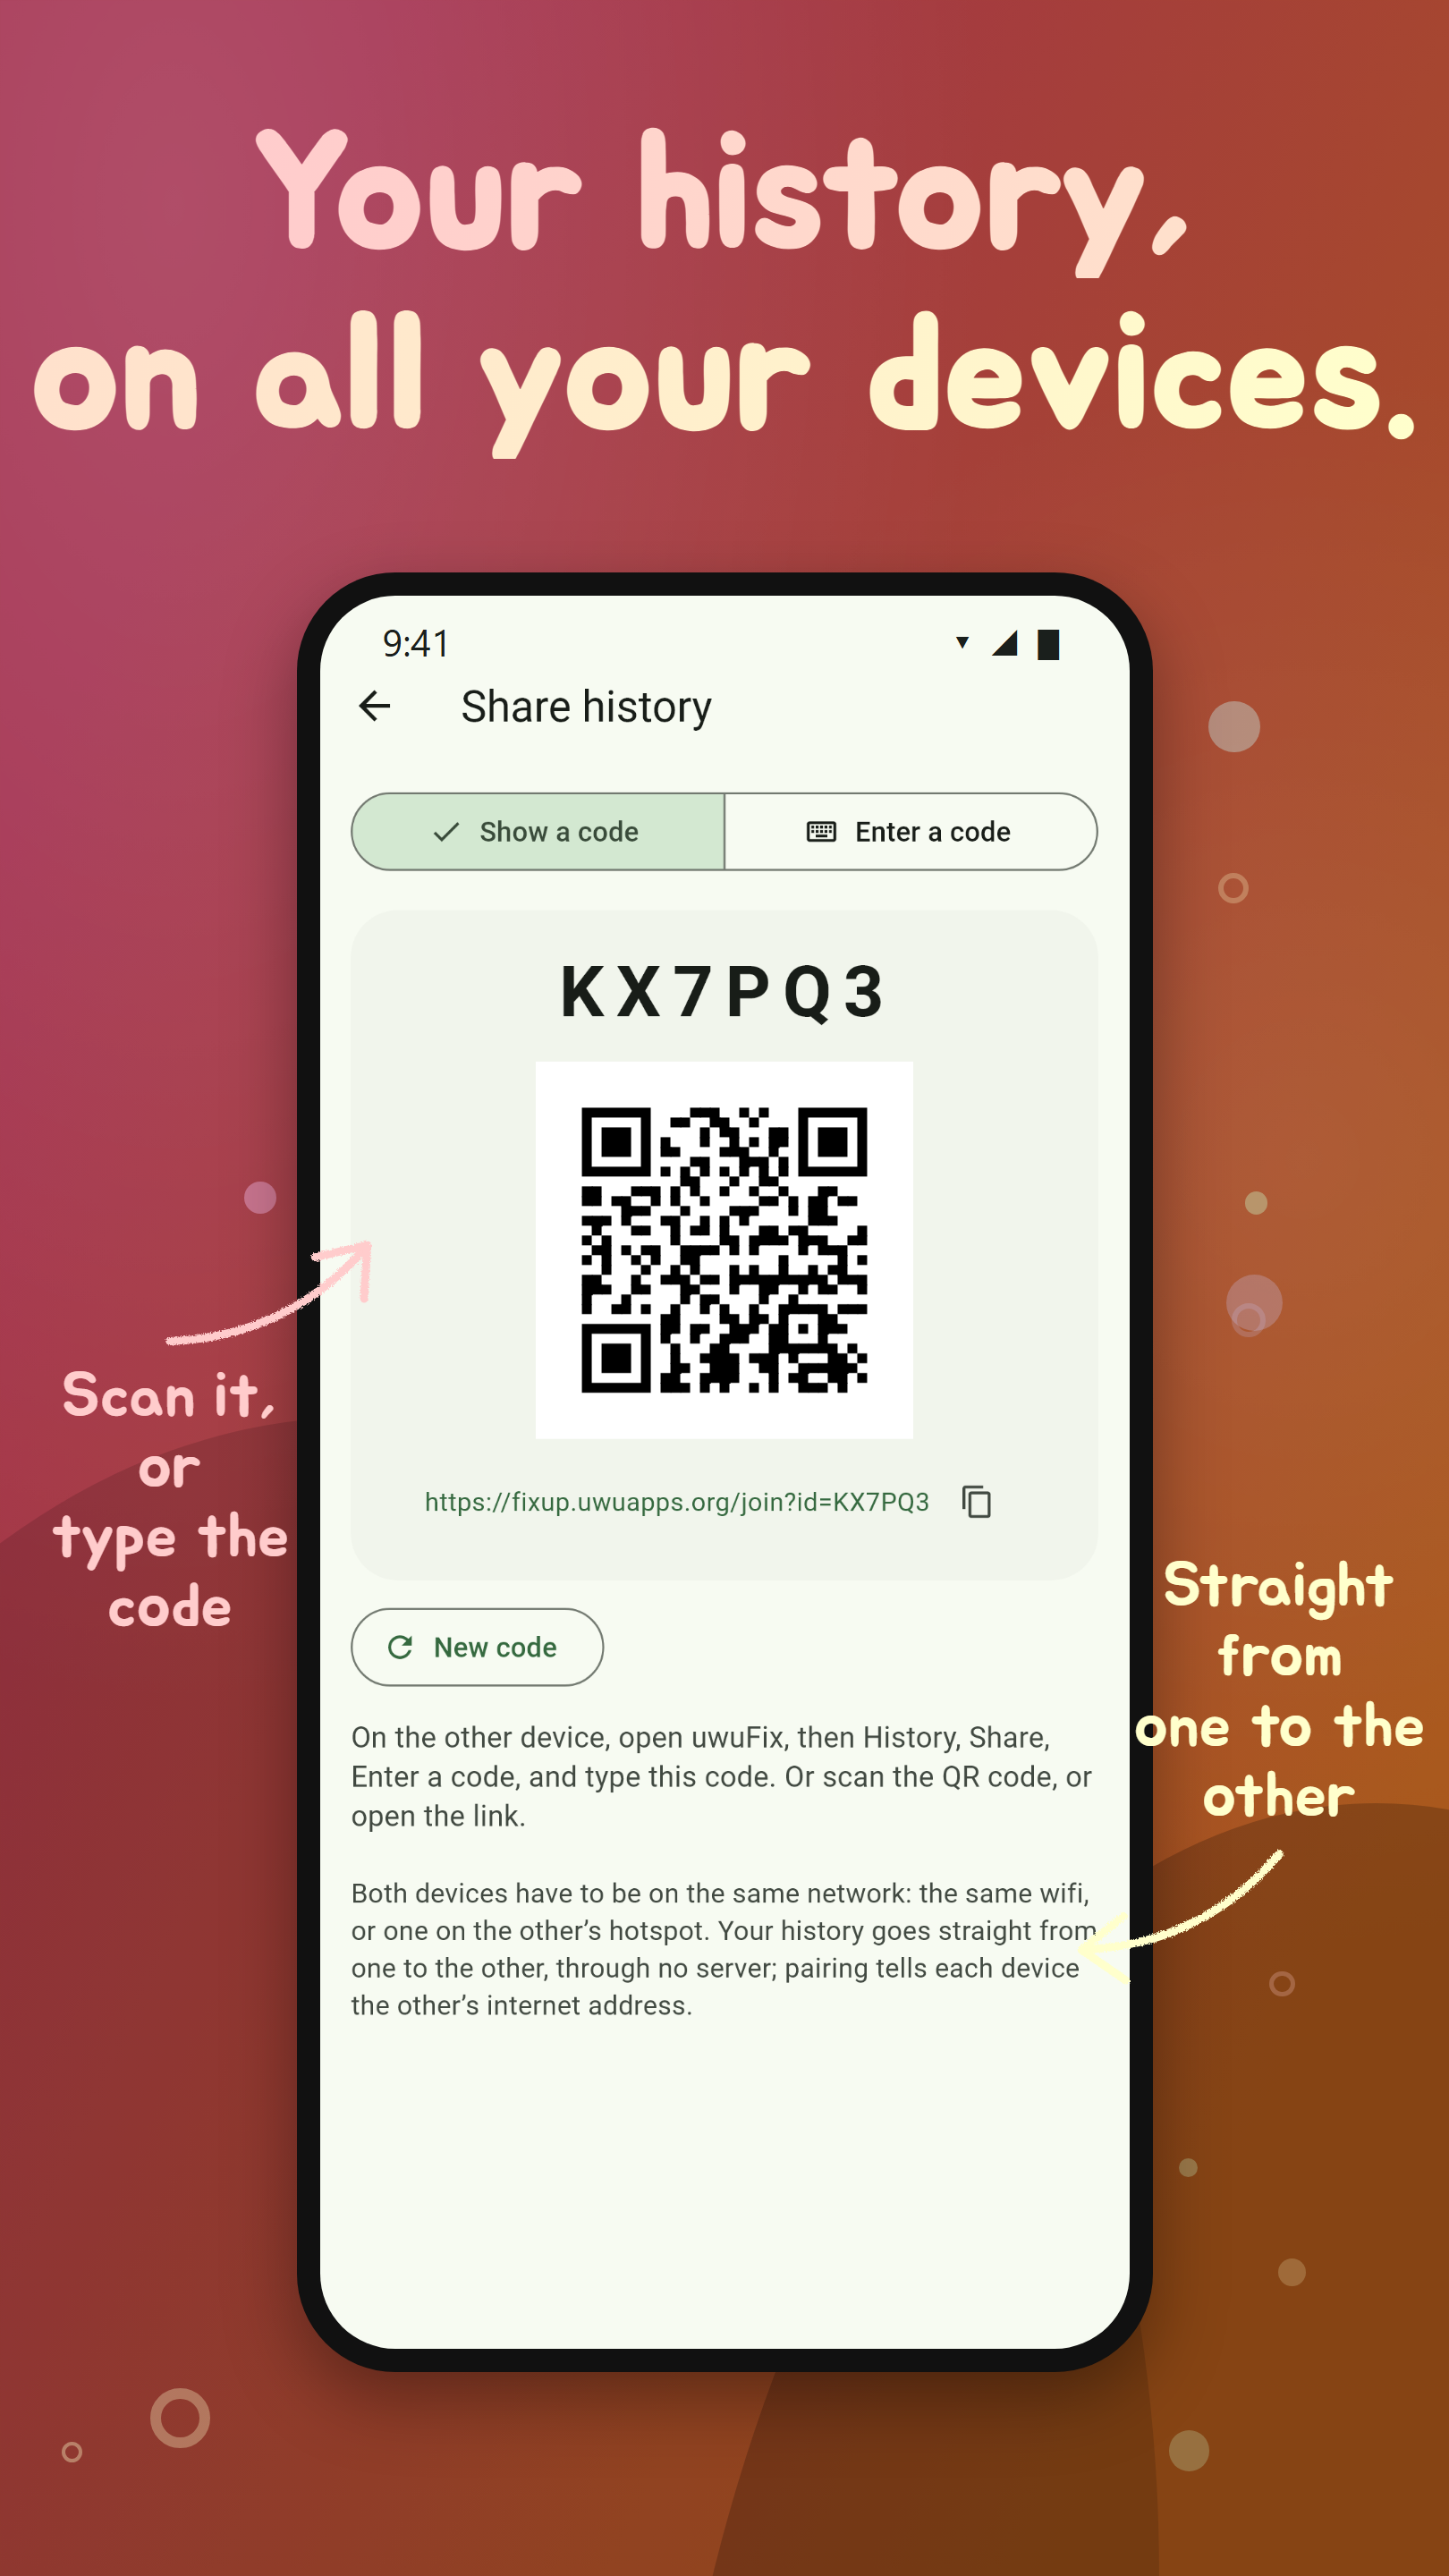 Your history,
on all your devices.
9:41
Share history
Show a code
Enter a code
KX7PQ3
https://fixup.uwuapps.org/join?id=KX7PQ3
New code
On the other device, open uwuFix, then History, Share,
Enter a code, and type this code. Or scan the QR code, or
open the link.
Both devices have to be on the same network: the same wifi,
or one on the other’s hotspot. Your history goes straight from
one to the other, through no server; pairing tells each device
the other’s internet address.
Scan it,
or
type the
code
Straight
from
one to the
other